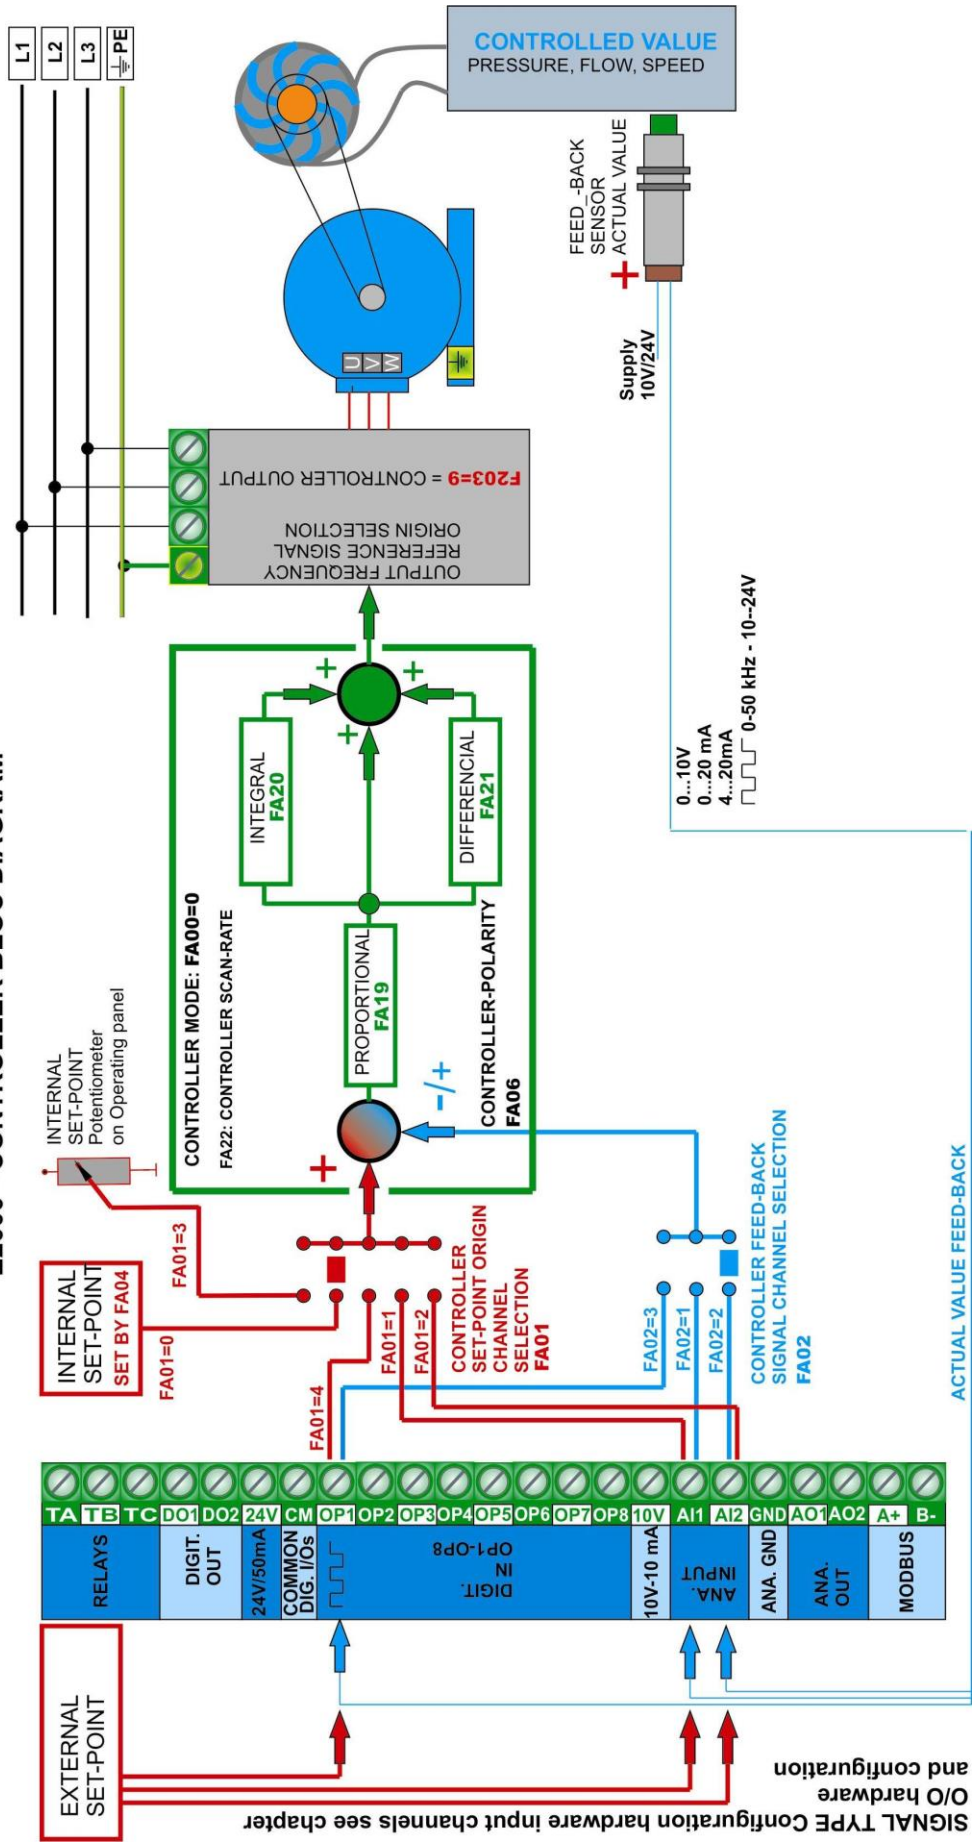 L1
L2
L3
PE
CONTROLLED VALUE
PRESSURE, FLOW, SPEED
FEED_-BACK
SENSOR
ACTUAL VALUE
+
Supply
10V/24V
U
V
W
OUTPUT FREQUENCY
REFERENCE SIGNAL
ORIGIN SELECTION
F203=9 = CONTROLLER OUTPUT
0...10V
0...20 mA
4...20mA
0-50 kHz - 10--24V
INTERNAL
SET-POINT
Potentiometer
on Operating panel
CONTROLLER MODE: FA00=0
FA22: CONTROLLER SCAN-RATE
INTEGRAL
FA20
PROPORTIONAL
FA19
DIFFERENCIAL
FA21
+
+
+
+
-/+
CONTROLLER-POLARITY
FA06
INTERNAL
SET-POINT
SET BY FA04
FA01=3
FA01=0
FA01=4
FA01=1
FA01=2
CONTROLLER
SET-POINT ORIGIN
CHANNEL
SELECTION
FA01
FA02=3
FA02=1
FA02=2
CONTROLLER FEED-BACK
SIGNAL CHANNEL SELECTION
FA02
ACTUAL VALUE FEED-BACK
TA
TB
TC
DO1
DO2
24V
CM
OP1
OP2
OP3
OP4
OP5
OP6
OP7
OP8
10V
AI1
AI2
GND
AO1
AO2
A+
B-
RELAYS
DIGIT.
OUT
24V/50mA
COMMON
DIG. I/Os
DIGIT.
IN
OP1-OP8
10V-10 mA
ANA.
INPUT
ANA. GND
ANA.
OUT
MODBUS
EXTERNAL
SET-POINT
SIGNAL TYPE Configuration hardware input channels see chapter
O/O hardware
and configuration